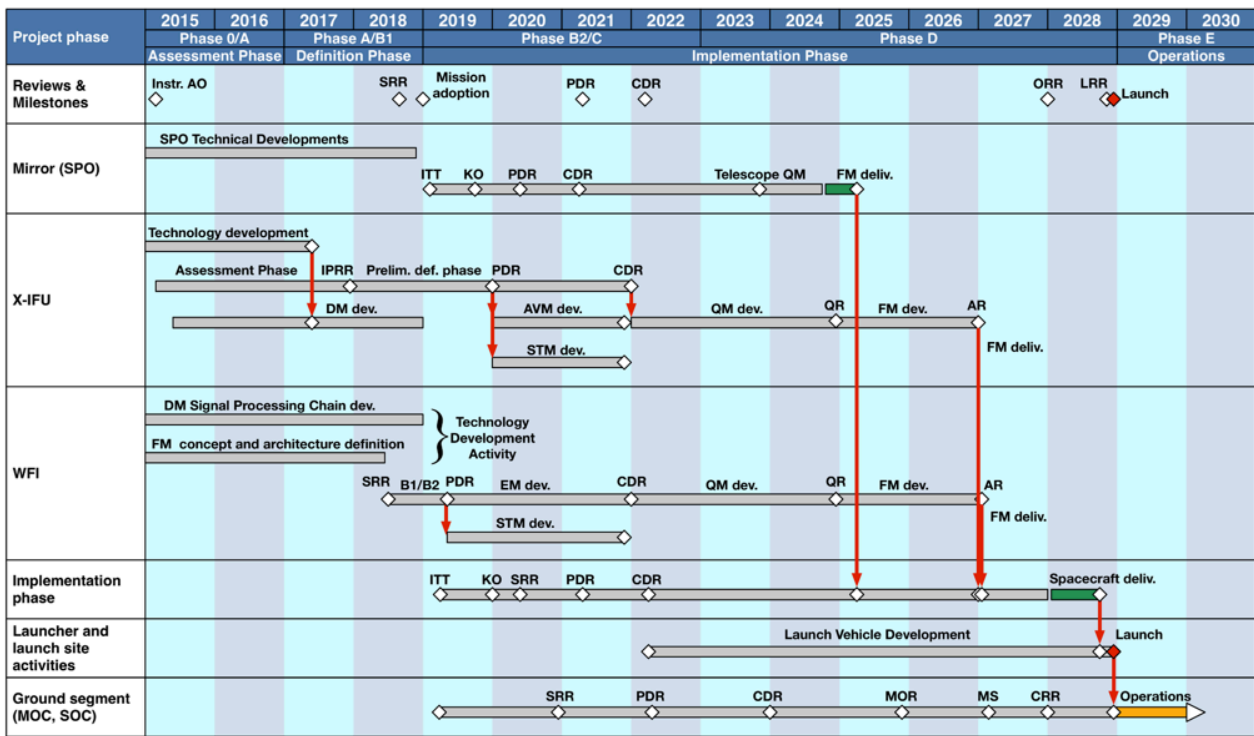 Project phase
2015 2016 2017 2018 2019 2020 2021 2022 2023 2024 2025 2026 2027 2028 2029 2030
Phase 0/A Phase A/B1 Phase B2/C Phase D Phase E
Assessment Phase Definition Phase Implementation Phase Operations
Reviews &
Milestones
Instr. AO
SRR
Mission
adoption
PDR
CDR
ORR
LRR
Launch
Mirror (SPO)
SPO Technical Developments
ITT
KO
PDR
CDR
Telescope QM
FM deliv.
X-IFU
Technology development
Assessment Phase
IPRR
Prelim. def. phase
PDR
CDR
DM dev.
AVM dev.
QM dev.
QR
FM dev.
AR
FM deliv.
STM dev.
WFI
DM Signal Processing Chain dev.
FM concept and architecture definition
Technology
Development
Activity
SRR
B1/B2
PDR
EM dev.
CDR
QM dev.
QR
FM dev.
AR
FM deliv.
STM dev.
Implementation
phase
ITT
KO
SRR
PDR
CDR
Spacecraft deliv.
Launcher and
launch site
activities
Launch Vehicle Development
Launch
Ground segment
(MOC, SOC)
SRR
PDR
CDR
MOR
MS
CRR
Operations